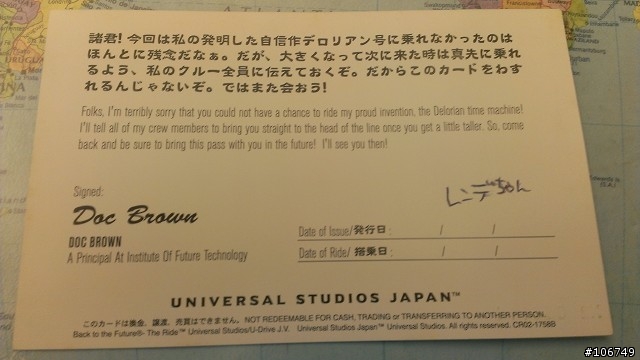 諸君! 今回は私の発明した自信作デロリアン号に乗れなかったのは
ほんとに残念だなぁ。だが、大きくなって次に来た時は真先に乗れ
るよう、私のクルー全員に伝えておくぞ。だからこのカードをわす
れるんじゃないぞ。ではまた会おう!
Folks, I'm terribly sorry that you could not have a chance to ride my proud invention, the Delorian time machine!
I'll tell all of my crew members to bring you straight to the head of the line once you get a little taller. So, come
back and be sure to bring this pass with you in the future! I'll see you then!
Signed:
Doc Brown
DOC BROWN
A Principal At Institute Of Future Technology
Date of Issue/発行日: / /
Date of Ride/ 搭乗日: / /
UNIVERSAL STUDIOS JAPAN™
このカードは換金、譲渡、売買はできません。 NOT REDEEMABLE FOR CASH, TRADING or TRANSFERRING TO ANOTHER PERSON.
Back to the Future®- The Ride™ Universal Studios/U-Drive J.V. Universal Studios Japan™ Universal Studios. All rights reserved. CR02-1756B
#106749